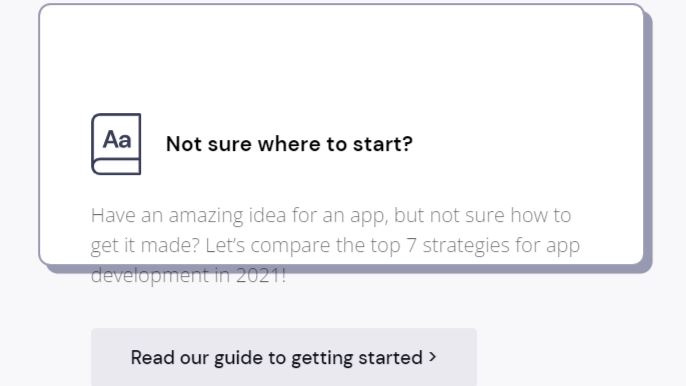 Aa
Not sure where to start?
Have an amazing idea for an app, but not sure how to
get it made? Let’s compare the top 7 strategies for app
development in 2021!
Read our guide to getting started >